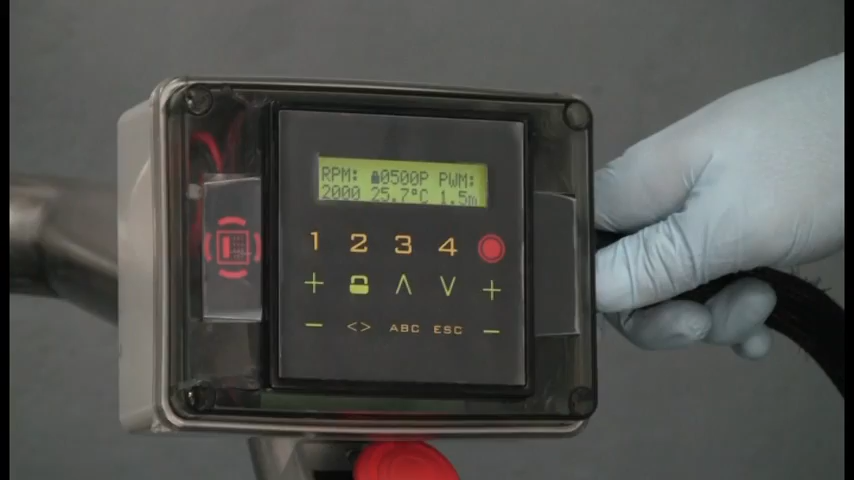 RPM: 0500P PWM:
2000 25.7°C 1.5m
1 2 3 4
+ ∧ ∨ +
− <> ABC ESC −